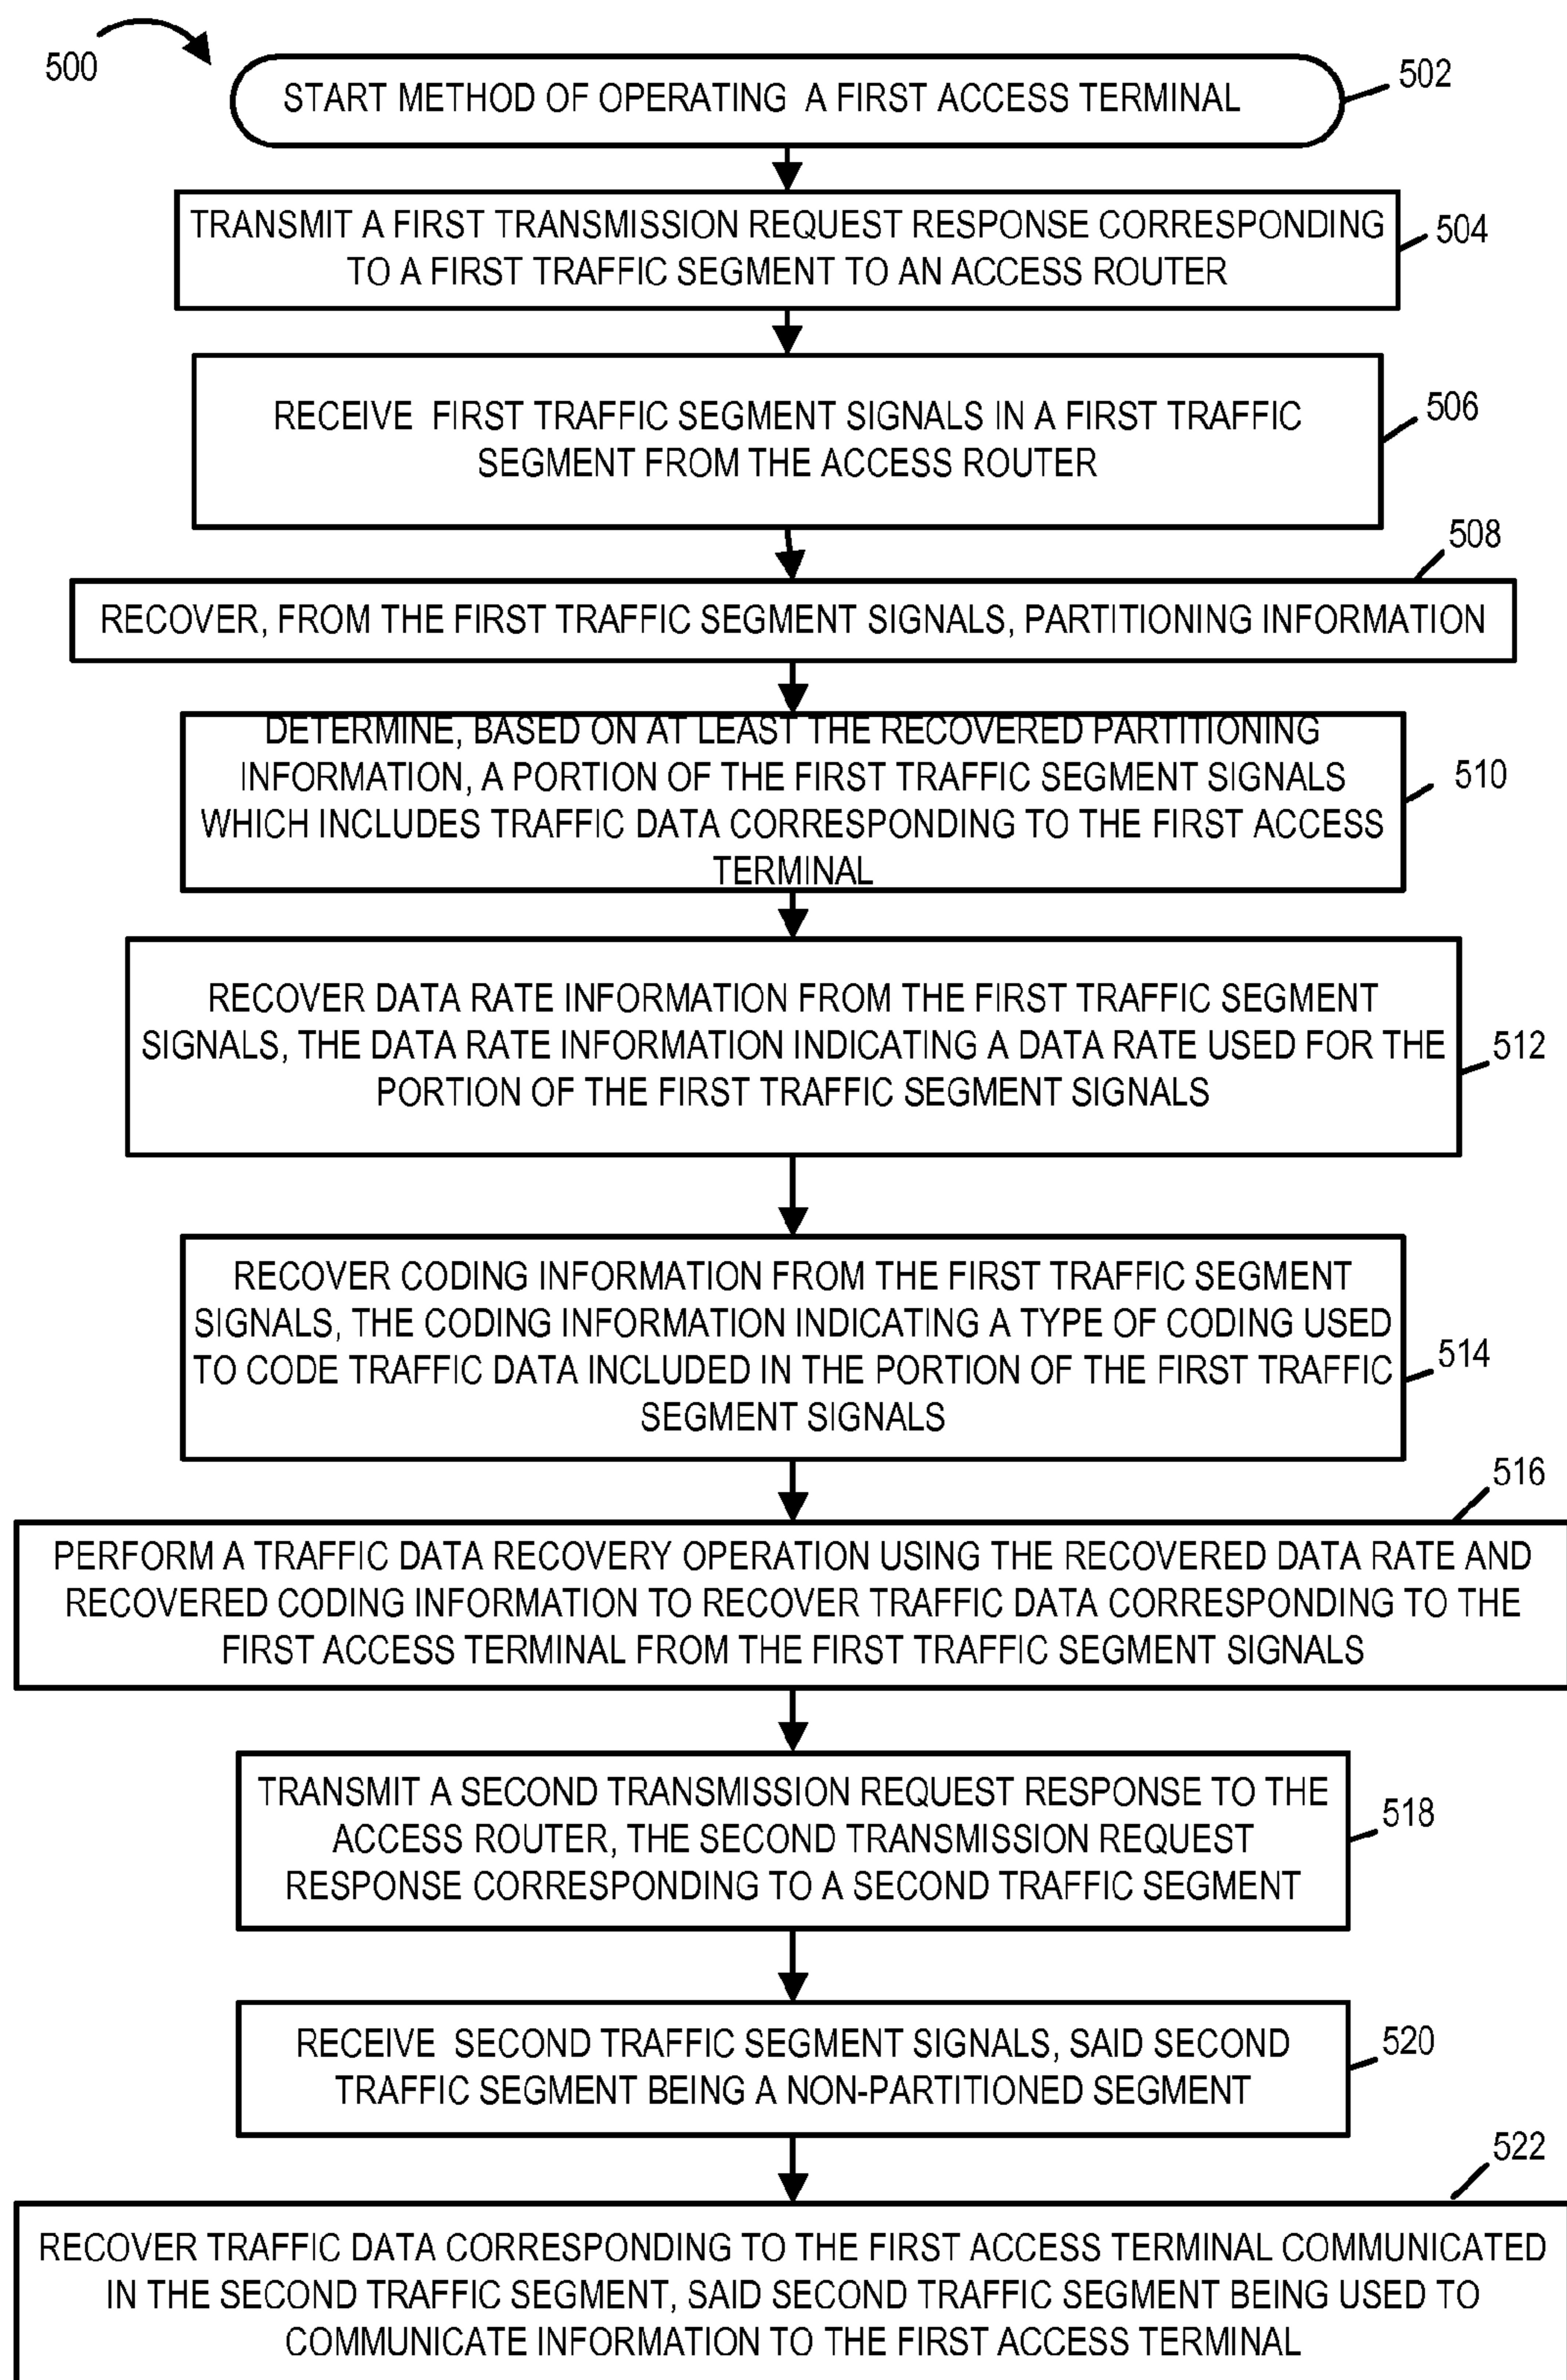 500
START METHOD OF OPERATING A FIRST ACCESS TERMINAL
502
TRANSMIT A FIRST TRANSMISSION REQUEST RESPONSE CORRESPONDING
TO A FIRST TRAFFIC SEGMENT TO AN ACCESS ROUTER
504
RECEIVE FIRST TRAFFIC SEGMENT SIGNALS IN A FIRST TRAFFIC
SEGMENT FROM THE ACCESS ROUTER
506
508
RECOVER, FROM THE FIRST TRAFFIC SEGMENT SIGNALS, PARTITIONING INFORMATION
DETERMINE, BASED ON AT LEAST THE RECOVERED PARTITIONING
INFORMATION, A PORTION OF THE FIRST TRAFFIC SEGMENT SIGNALS
WHICH INCLUDES TRAFFIC DATA CORRESPONDING TO THE FIRST ACCESS
TERMINAL
510
RECOVER DATA RATE INFORMATION FROM THE FIRST TRAFFIC SEGMENT
SIGNALS, THE DATA RATE INFORMATION INDICATING A DATA RATE USED FOR THE
PORTION OF THE FIRST TRAFFIC SEGMENT SIGNALS
512
RECOVER CODING INFORMATION FROM THE FIRST TRAFFIC SEGMENT
SIGNALS, THE CODING INFORMATION INDICATING A TYPE OF CODING USED
TO CODE TRAFFIC DATA INCLUDED IN THE PORTION OF THE FIRST TRAFFIC
SEGMENT SIGNALS
514
516
PERFORM A TRAFFIC DATA RECOVERY OPERATION USING THE RECOVERED DATA RATE AND
RECOVERED CODING INFORMATION TO RECOVER TRAFFIC DATA CORRESPONDING TO THE
FIRST ACCESS TERMINAL FROM THE FIRST TRAFFIC SEGMENT SIGNALS
TRANSMIT A SECOND TRANSMISSION REQUEST RESPONSE TO THE
ACCESS ROUTER, THE SECOND TRANSMISSION REQUEST
RESPONSE CORRESPONDING TO A SECOND TRAFFIC SEGMENT
518
RECEIVE SECOND TRAFFIC SEGMENT SIGNALS, SAID SECOND
TRAFFIC SEGMENT BEING A NON-PARTITIONED SEGMENT
520
522
RECOVER TRAFFIC DATA CORRESPONDING TO THE FIRST ACCESS TERMINAL COMMUNICATED
IN THE SECOND TRAFFIC SEGMENT, SAID SECOND TRAFFIC SEGMENT BEING USED TO
COMMUNICATE INFORMATION TO THE FIRST ACCESS TERMINAL